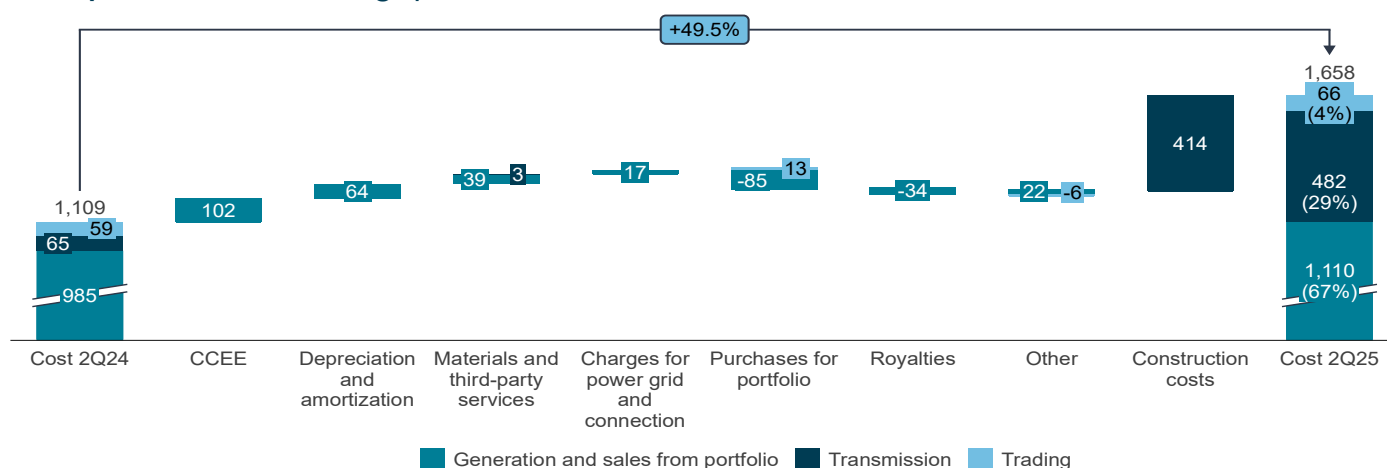 +49.5%
1,658
66
(4%)
414
3
13
39
17
64
-85
482
(29%)
-34
22
-6
1,109
102
59
65
1,110
(67%)
985
Cost 2Q24
CCEE
Depreciation
and
amortization
Materials and
third-party
services
Charges for
power grid
and
connection
Purchases for
portfolio
Royalties
Other
Construction
costs
Cost 2Q25
Generation and sales from portfolio
Transmission
Trading